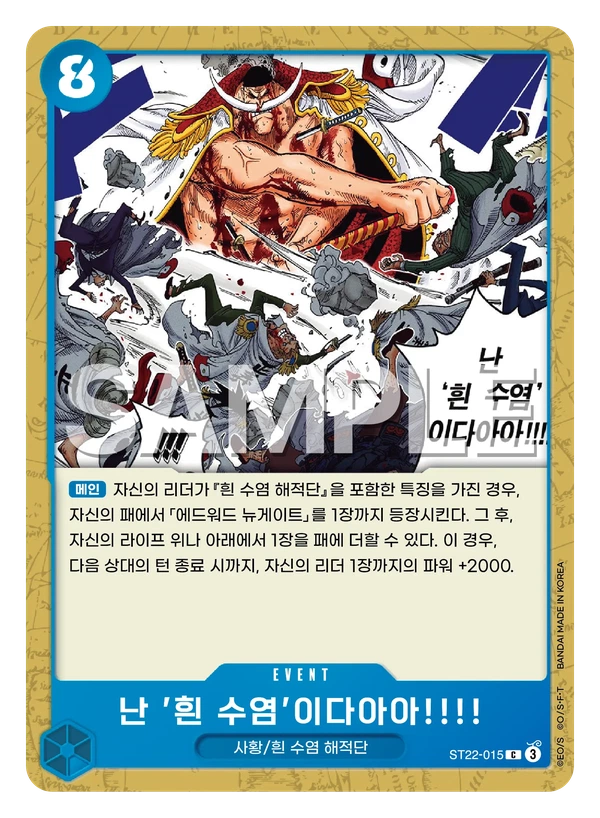 8
난
'흰 수염'
이다아아!!!!
!!!
SAMPLE
메인 자신의 리더가 『흰 수염 해적단』을 포함한 특징을 가진 경우,
자신의 패에서 「에드워드 뉴게이트」를 1장까지 등장시킨다. 그 후,
자신의 라이프 위나 아래에서 1장을 패에 더할 수 있다. 이 경우,
다음 상대의 턴 종료 시까지, 자신의 리더 1장까지의 파워 +2000.
EVENT
난 '흰 수염'이다아아!!!!
사황/흰 수염 해적단
ST22-015 C 3
©EO/S ©O/S·F·T BANDAI MADE IN KOREA